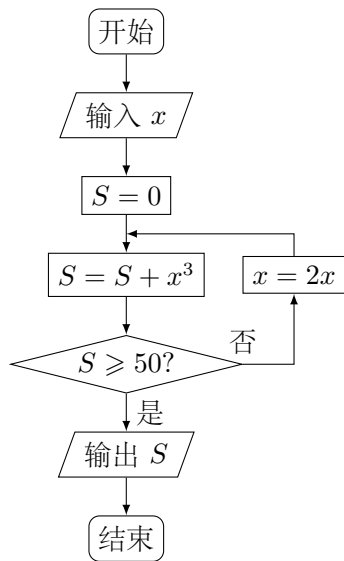 开始
输入 x
S = 0
S = S + x³
x = 2x
S ⩾ 50?
否
是
输出 S
结束